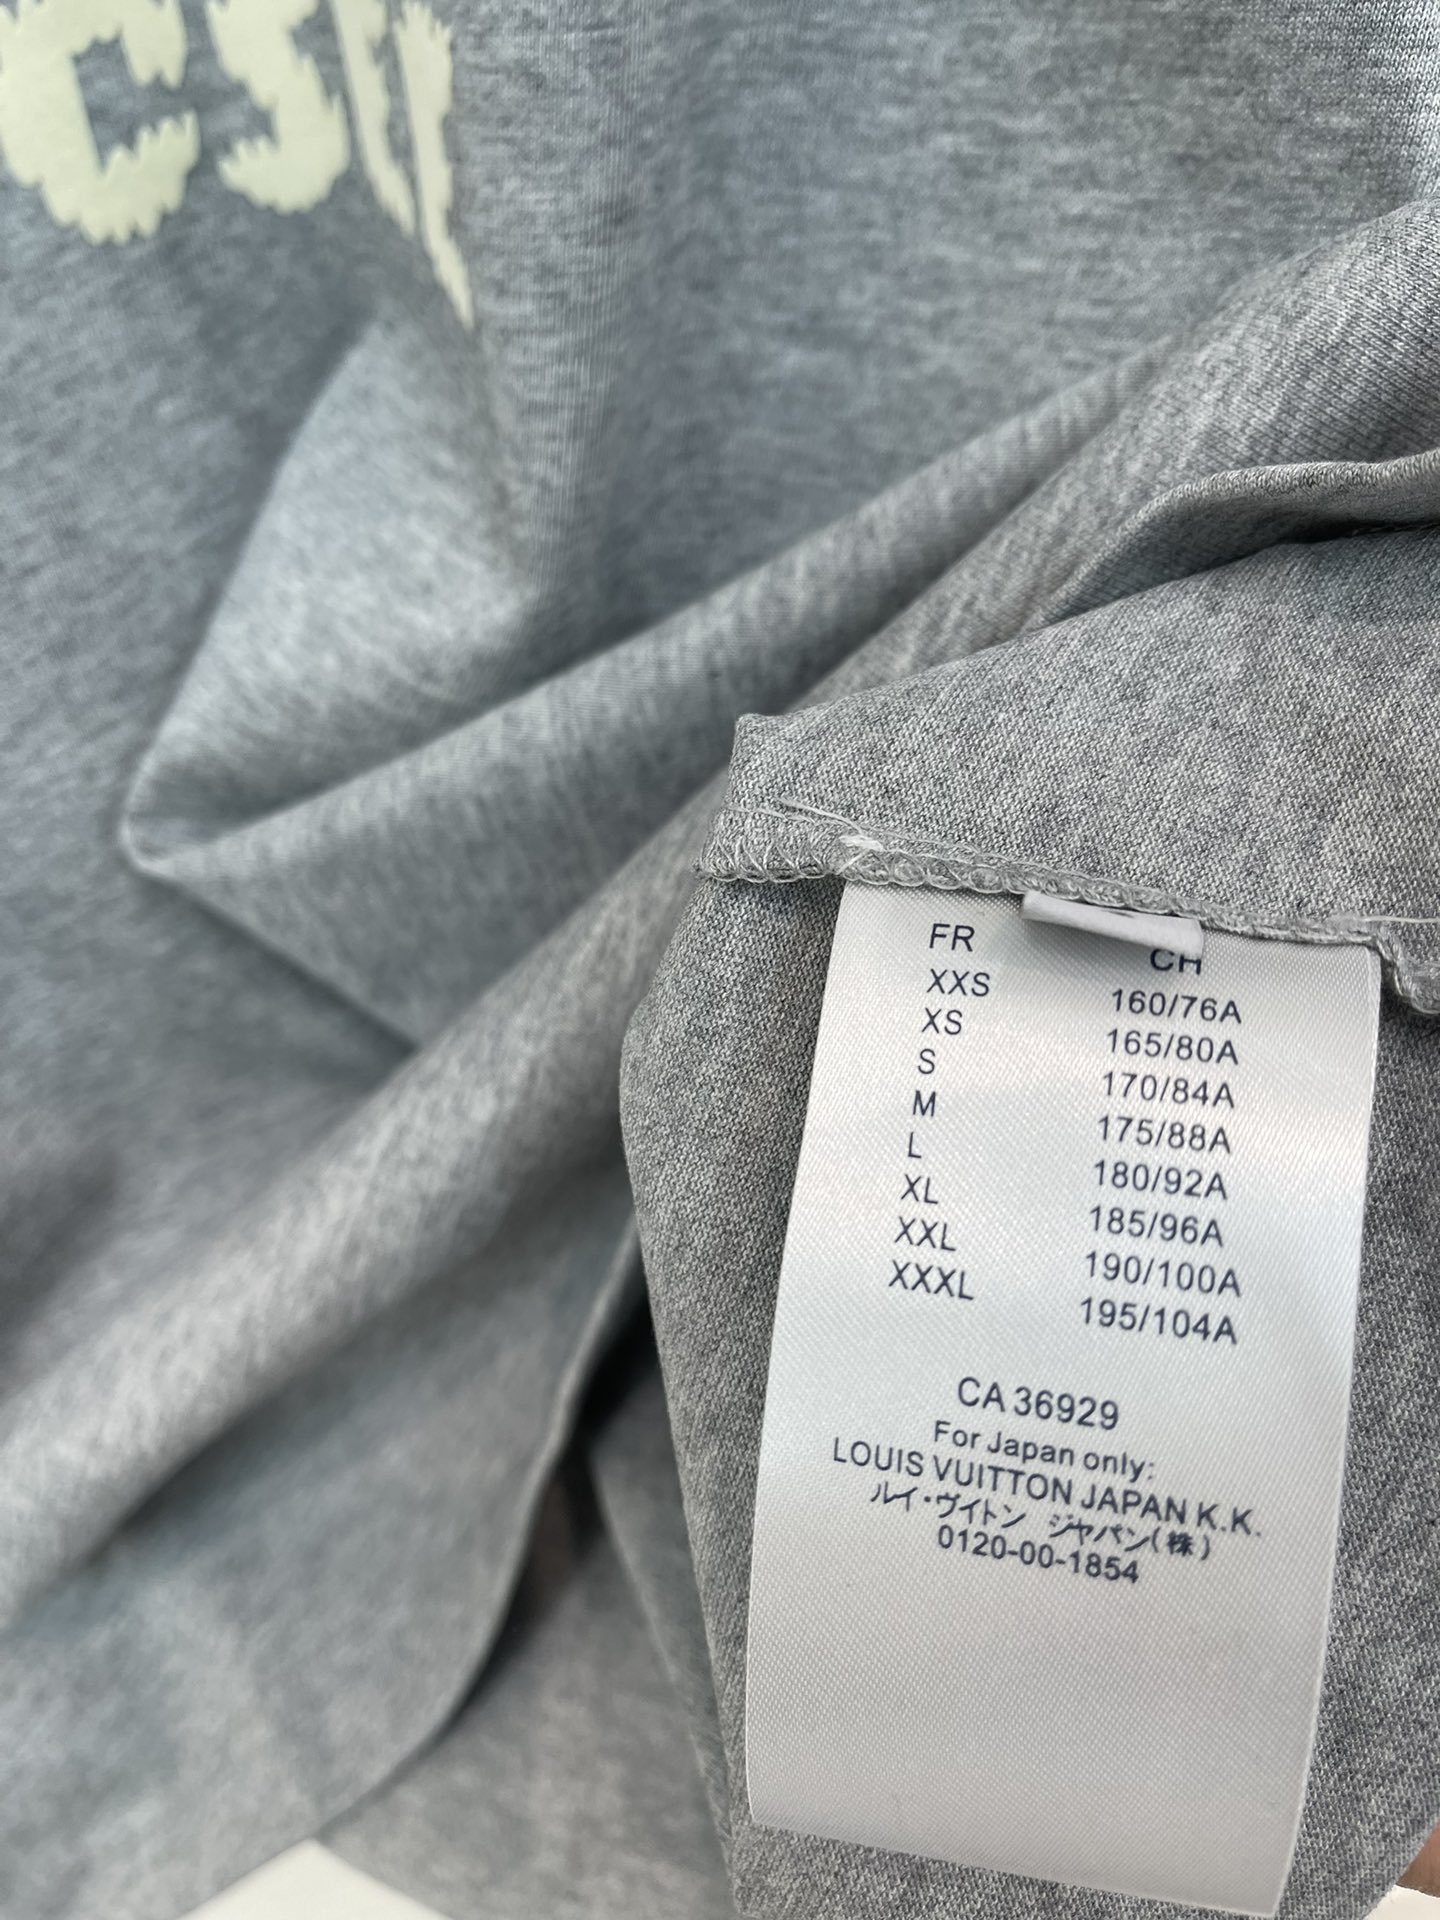 CSU
FR CH
XXS 160/76A
XS 165/80A
S 170/84A
M 175/88A
L 180/92A
XL 185/96A
XXL 190/100A
XXXL 195/104A
CA 36929
For Japan only:
LOUIS VUITTON JAPAN K.K.
ルイ・ヴイトン ジャパン(株)
0120-00-1854